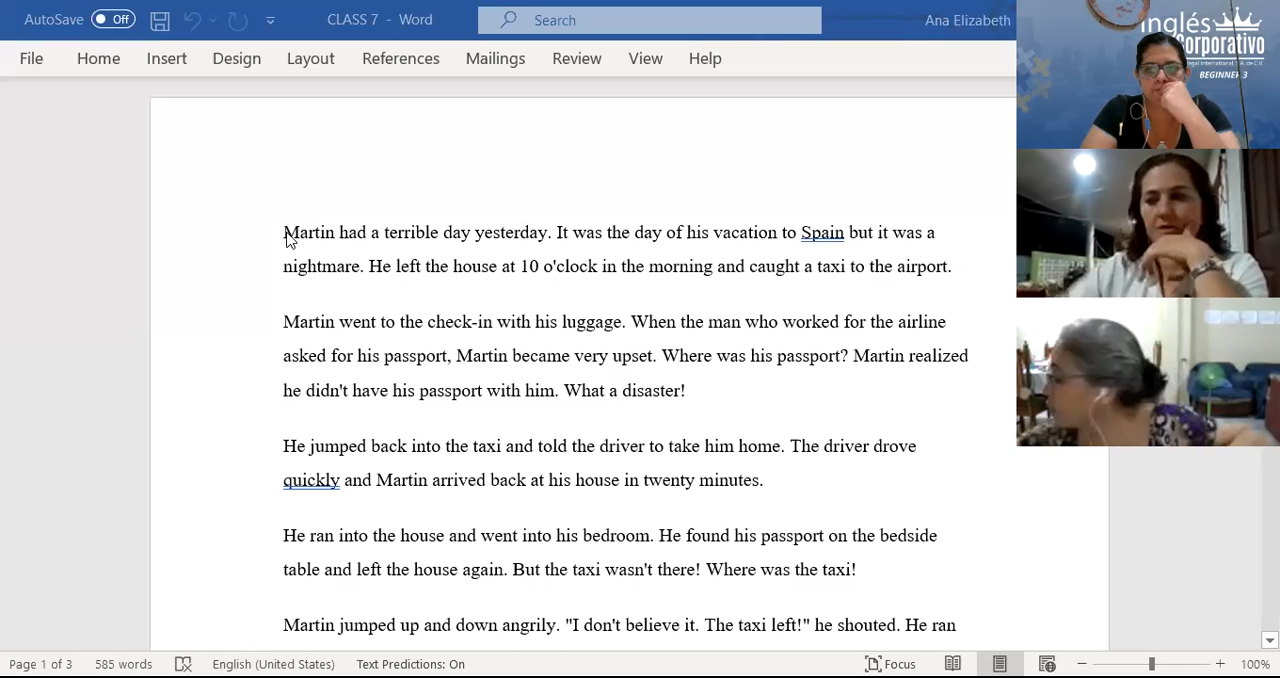 AutoSave Off CLASS 7 - Word Search Ana Elizabeth
File Home Insert Design Layout References Mailings Review View Help
inglés
Corporativo
BEGINNER 3
Martin had a terrible day yesterday. It was the day of his vacation to Spain but it was a
nightmare. He left the house at 10 o'clock in the morning and caught a taxi to the airport.
Martin went to the check-in with his luggage. When the man who worked for the airline
asked for his passport, Martin became very upset. Where was his passport? Martin realized
he didn't have his passport with him. What a disaster!
He jumped back into the taxi and told the driver to take him home. The driver drove
quickly and Martin arrived back at his house in twenty minutes.
He ran into the house and went into his bedroom. He found his passport on the bedside
table and left the house again. But the taxi wasn't there! Where was the taxi!
Martin jumped up and down angrily. "I don't believe it. The taxi left!" he shouted. He ran
Page 1 of 3 585 words English (United States) Text Predictions: On Focus 100%